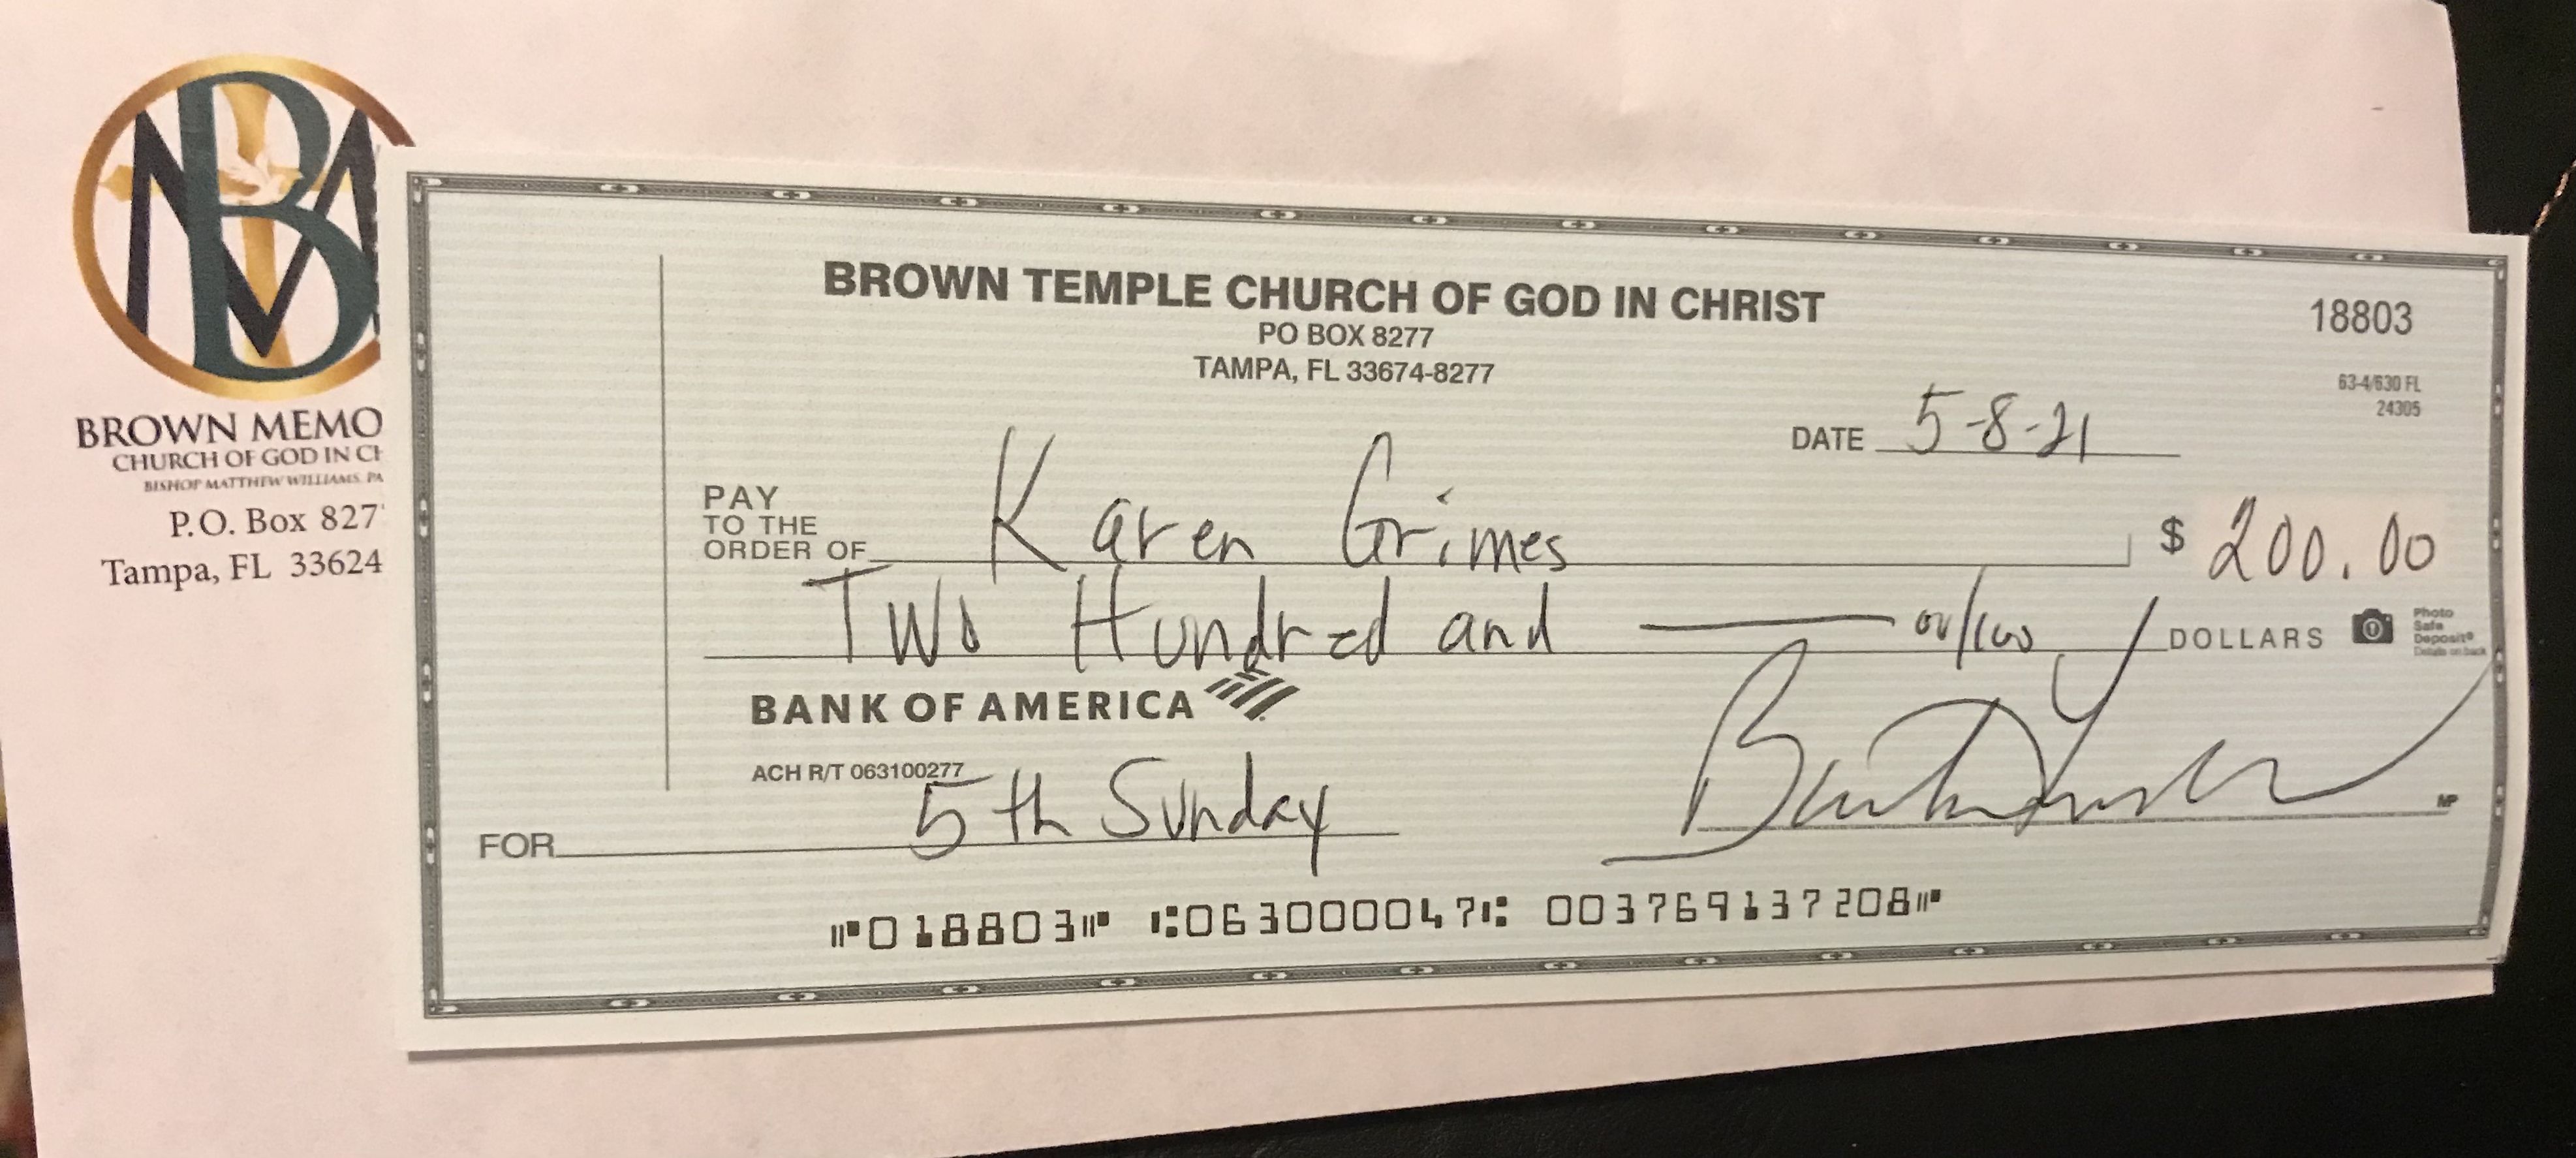 BROWN MEMO
CHURCH OF GOD IN CH
BISHOP MATTHEW WILLIAMS, PA
P.O. Box 827
Tampa, FL 33624
BROWN TEMPLE CHURCH OF GOD IN CHRIST
PO BOX 8277
TAMPA, FL 33674-8277
18803
63-4/630 FL
24305
DATE 5-8-21
PAY
TO THE
ORDER OF Karen Grimes $ 200.00
Two Hundred and 00/100 DOLLARS
Photo
Safe
Deposit®
Details on back
BANK OF AMERICA
ACH R/T 063100277
FOR 5th Sunday
MP
⑈018803⑈ ⑆063000047⑆ 003769137208⑈